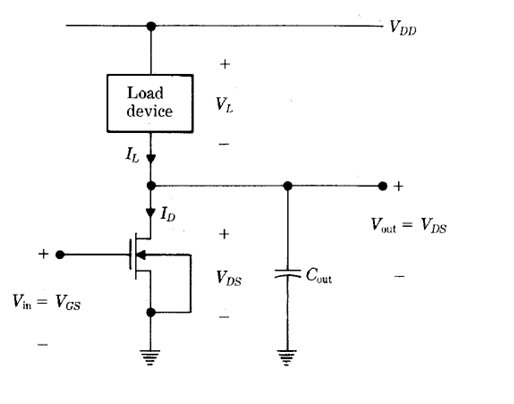 V_DD
+
Load
device
V_L
−
I_L
+
I_D
+
V_out = V_DS
+
V_DS
C_out
−
V_in = V_GS
−
−